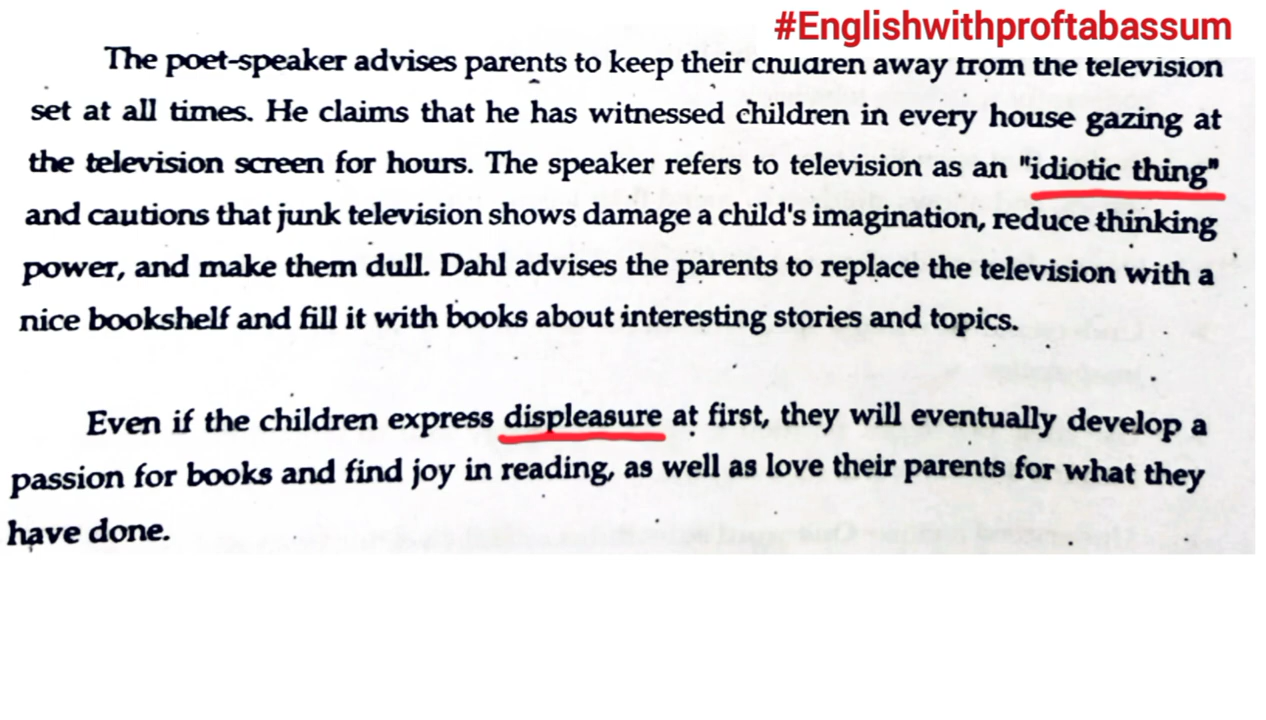 #Englishwithproftabassum
The poet-speaker advises parents to keep their children away from the television
set at all times. He claims that he has witnessed children in every house gazing at
the television screen for hours. The speaker refers to television as an "idiotic thing"
and cautions that junk television shows damage a child's imagination, reduce thinking
power, and make them dull. Dahl advises the parents to replace the television with a
nice bookshelf and fill it with books about interesting stories and topics.
Even if the children express displeasure at first, they will eventually develop a
passion for books and find joy in reading, as well as love their parents for what they
have done.